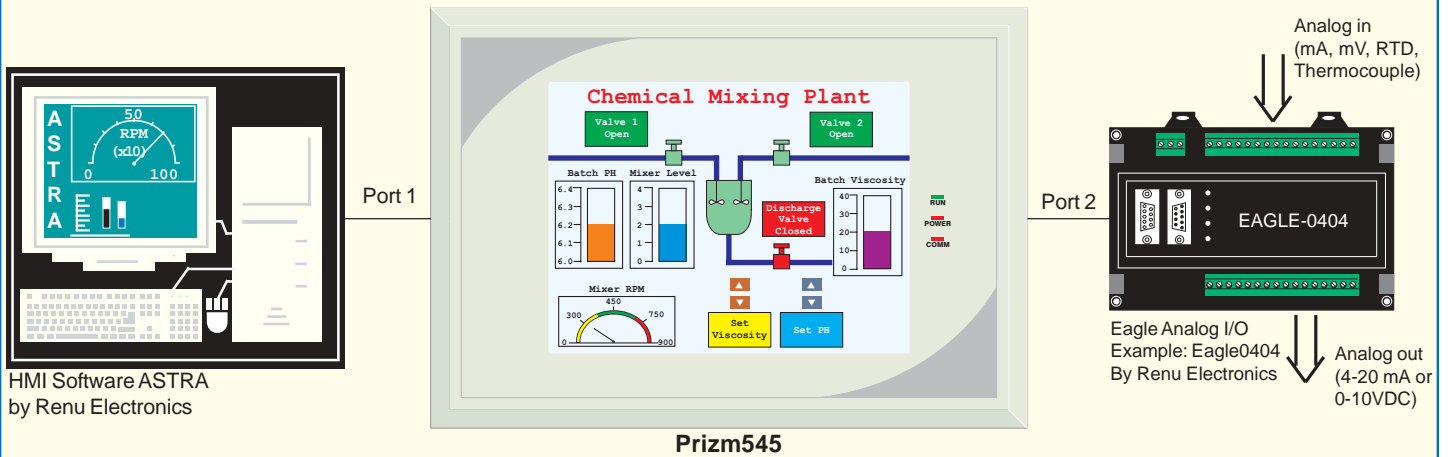 A
S
T
R
A
50
RPM
(x10)
0
100
HMI Software ASTRA
by Renu Electronics
Port 1
Chemical Mixing Plant
Valve 1
Open
Valve 2
Open
Batch PH
6.4
6.3
6.2
6.1
6.0
Mixer Level
4
3
2
1
0
Discharge
Valve
Closed
Batch Viscosity
40
30
20
10
0
Mixer RPM
0
300
450
750
900
Set
Viscosity
Set PH
RUN
POWER
COMM
Prizm545
Port 2
Analog in
(mA, mV, RTD,
Thermocouple)
EAGLE-0404
Eagle Analog I/O
Example: Eagle0404
By Renu Electronics
Analog out
(4-20 mA or
0-10VDC)